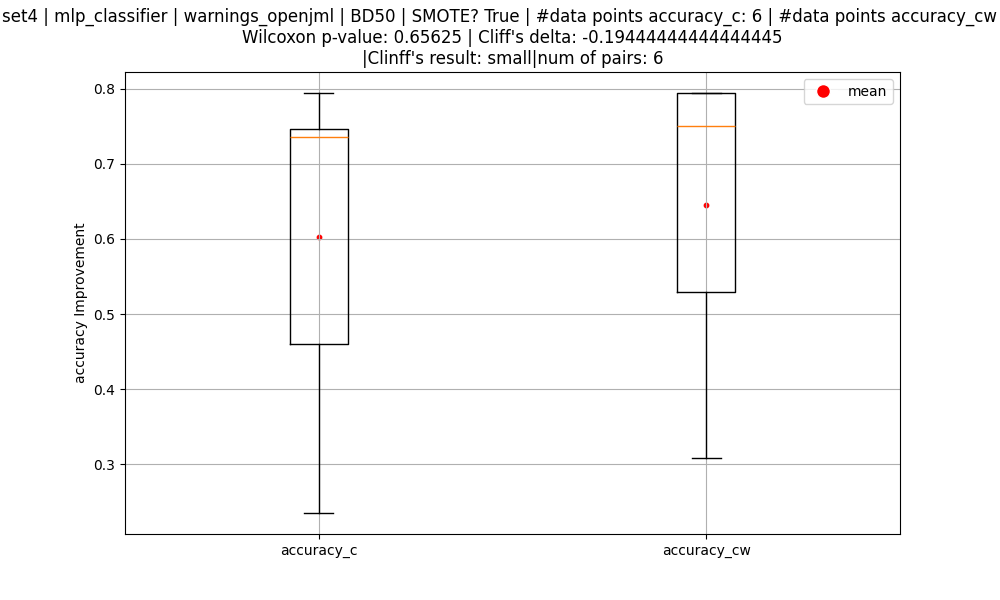 set4 | mlp_classifier | warnings_openjml | BD50 | SMOTE? True | #data points accuracy_c: 6 | #data points accuracy_cw
Wilcoxon p-value: 0.65625 | Cliff's delta: -0.19444444444444445
|Clinff's result: small|num of pairs: 6
mean
0.8
0.7
0.6
0.5
0.4
0.3
accuracy Improvement
accuracy_c
accuracy_cw